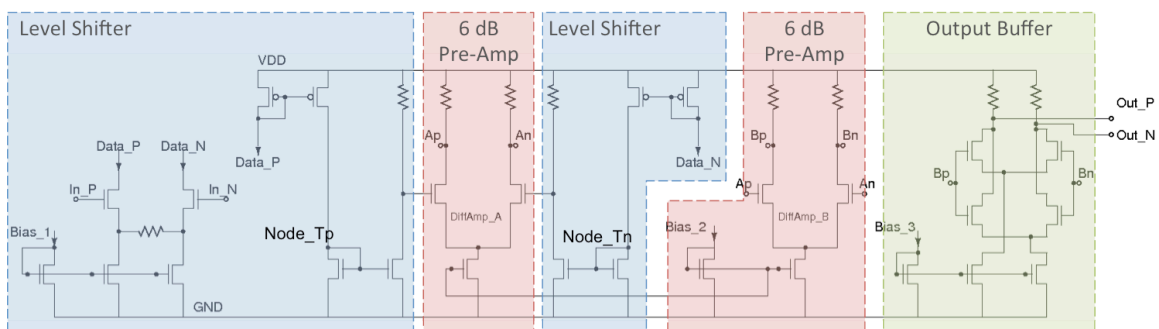 Level Shifter
6 dB
Pre-Amp
Level Shifter
6 dB
Pre-Amp
Output Buffer
VDD
Out_P
Out_N
Data_P
Data_N
Data_P
Ap
An
Data_N
Bp
Bn
In_P
In_N
Ap
An
Bp
Bn
DiffAmp_A
DiffAmp_B
Bias_1
Node_Tp
Node_Tn
Bias_2
Bias_3
GND